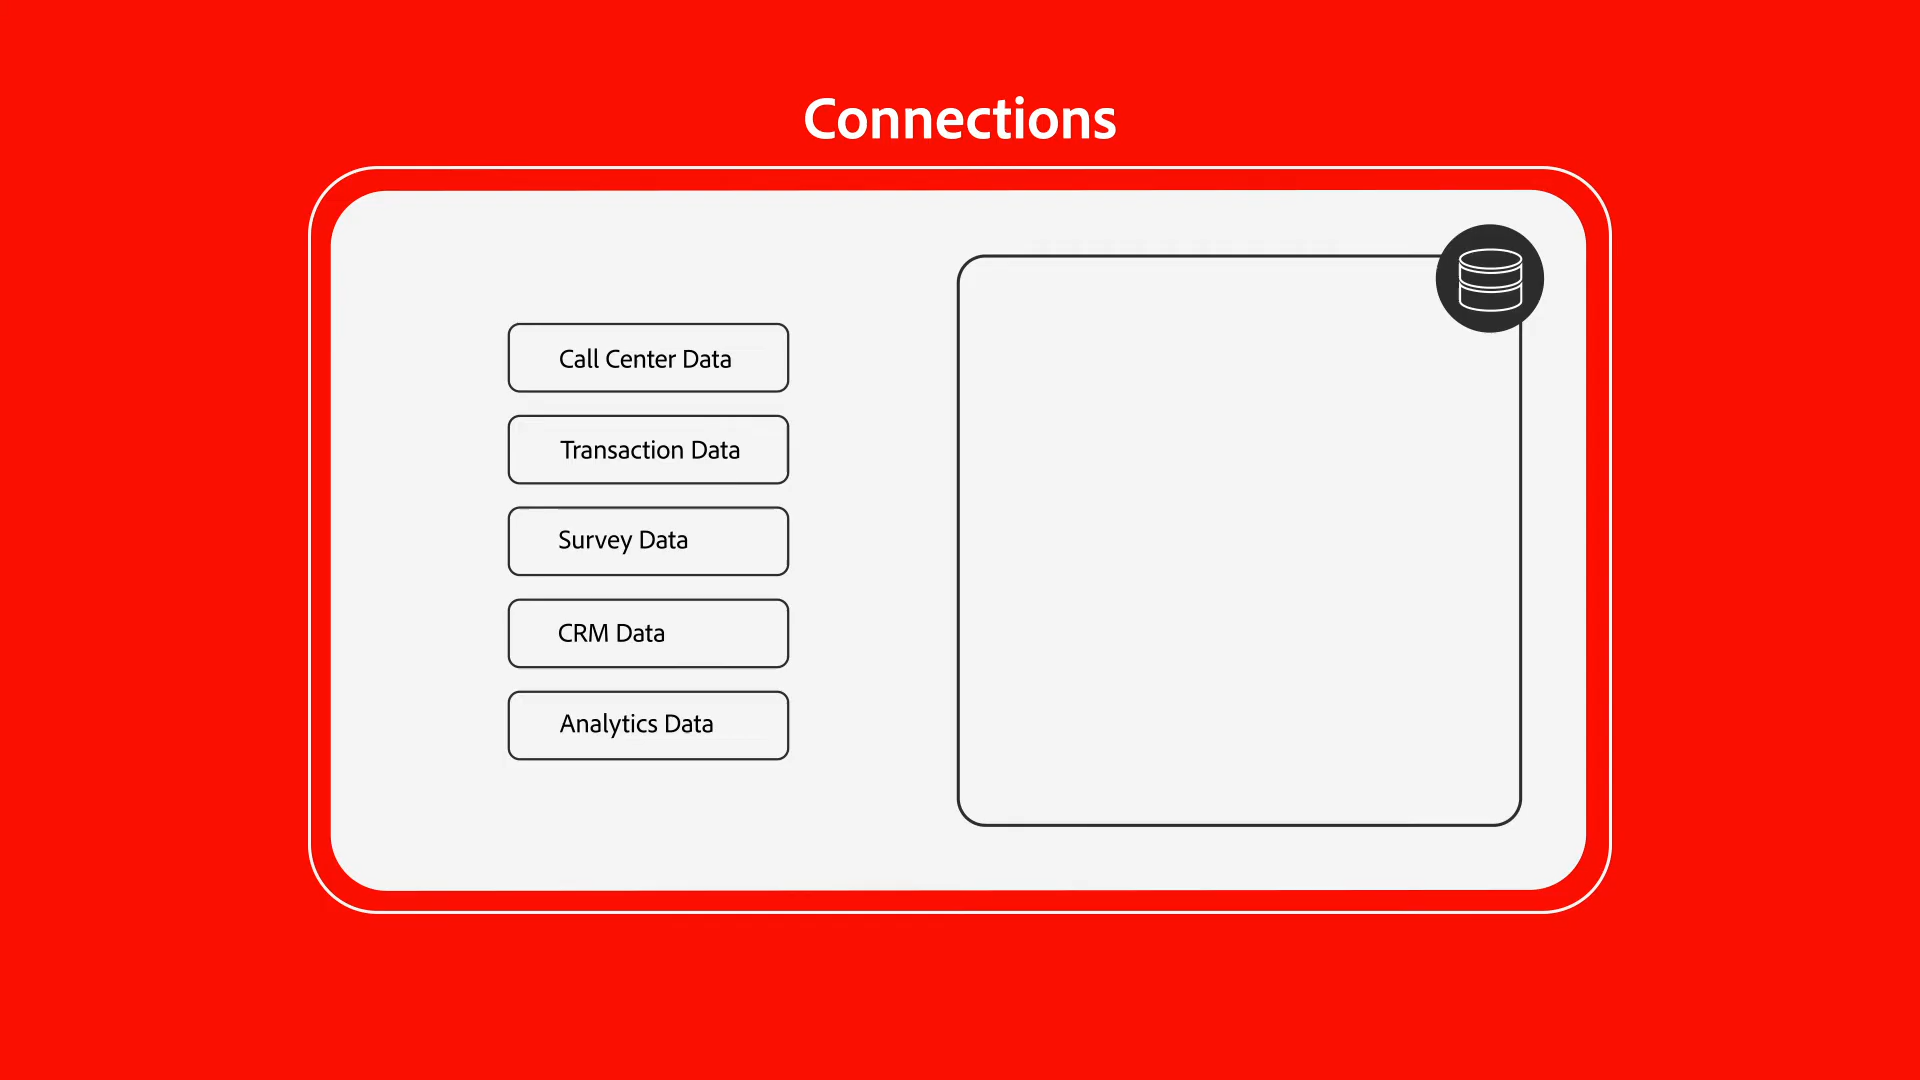 Connections
Call Center Data
Transaction Data
Survey Data
CRM Data
Analytics Data